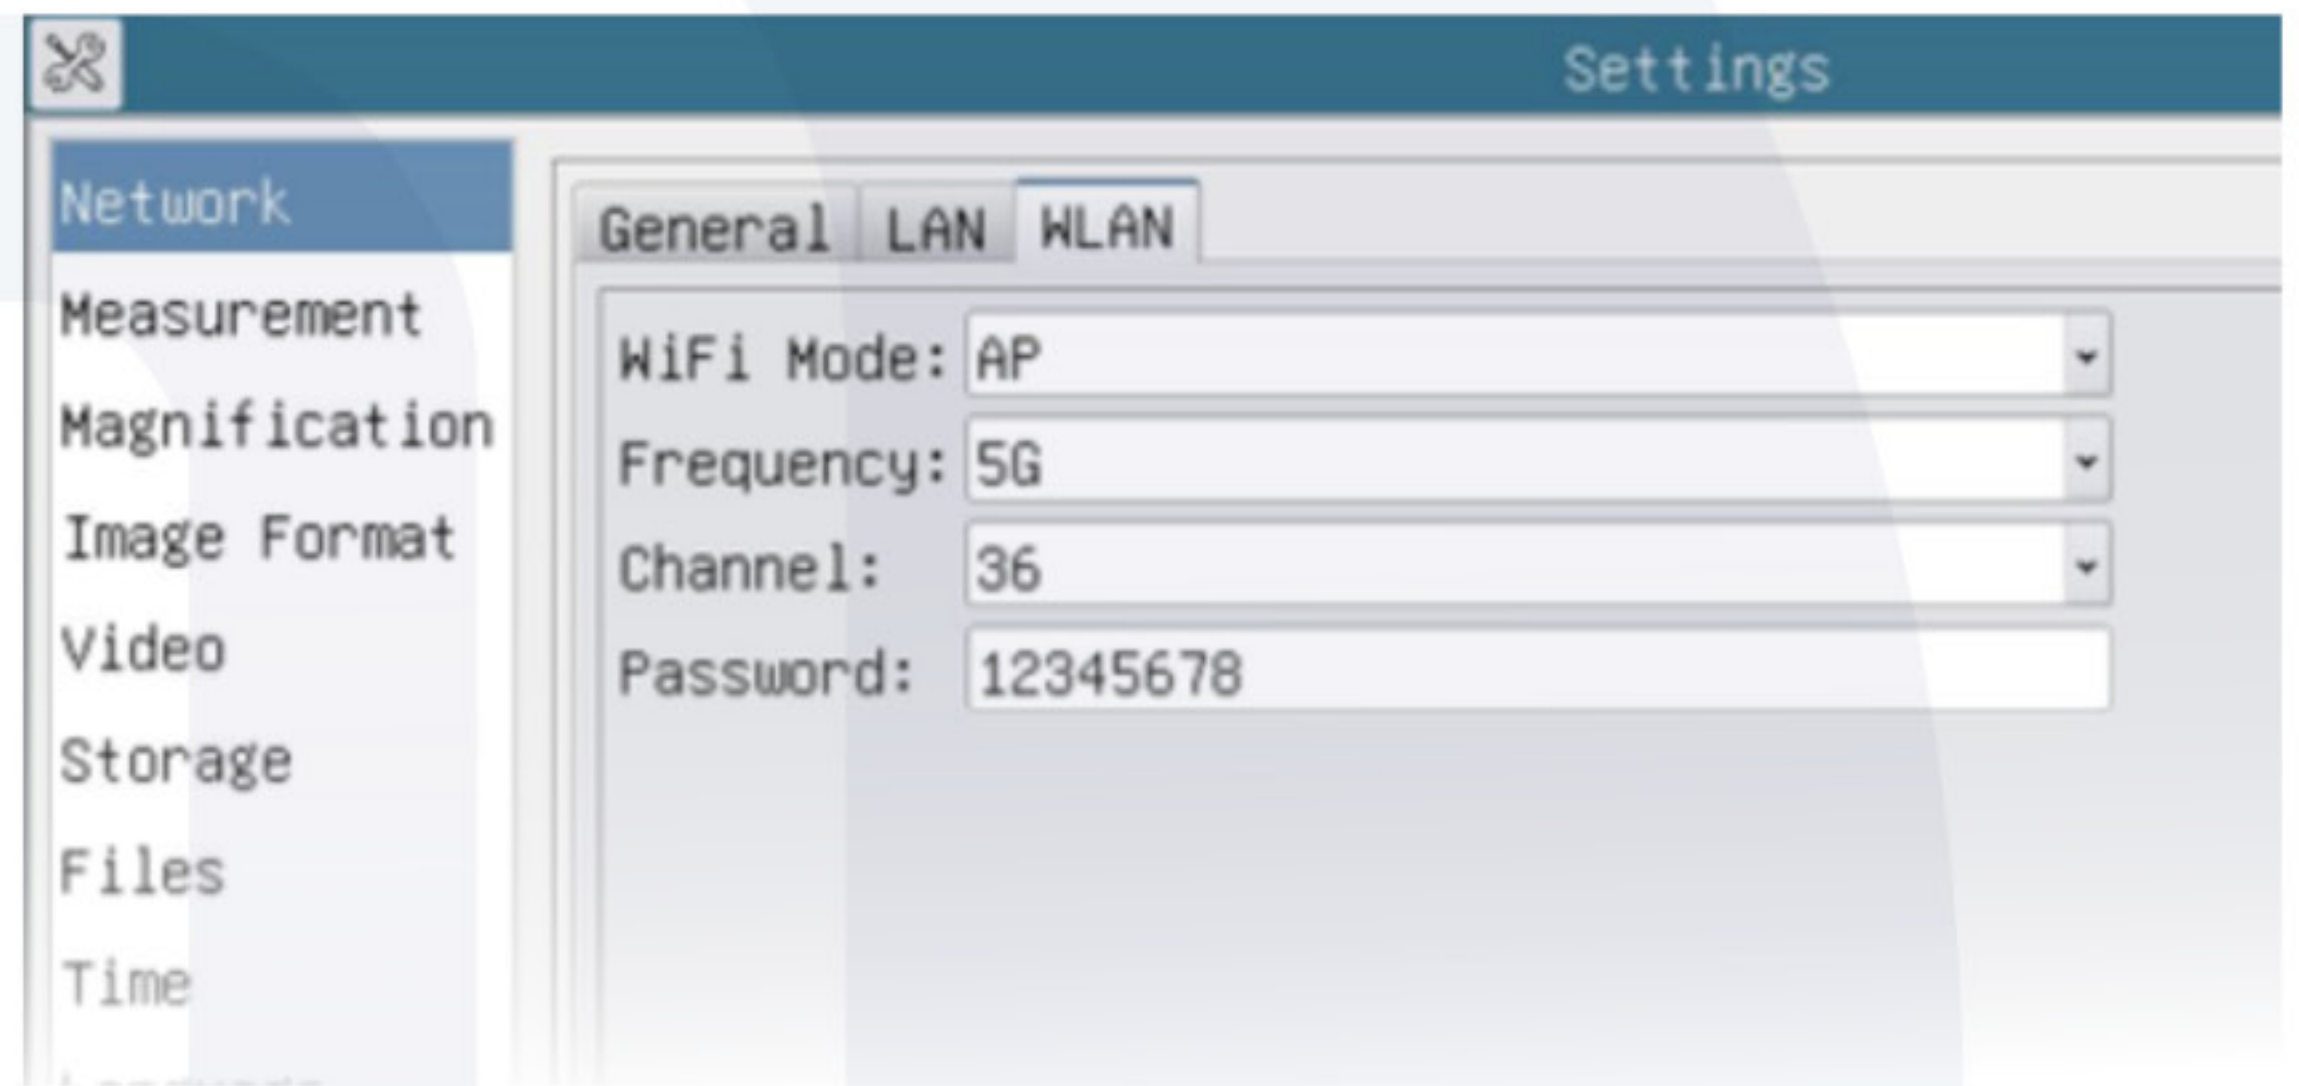 Settings
Network
Measurement
Magnification
Image Format
Video
Storage
Files
Time
General LAN WLAN
WiFi Mode: AP
Frequency: 5G
Channel: 36
Password: 12345678